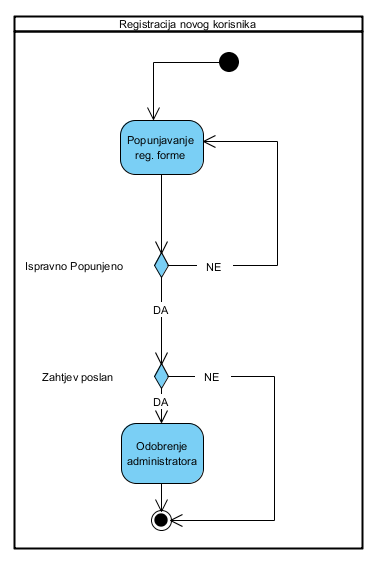 Registracija novog korisnika
Popunjavanje
reg. forme
Ispravno Popunjeno
NE
DA
Zahtjev poslan
NE
DA
Odobrenje
administratora